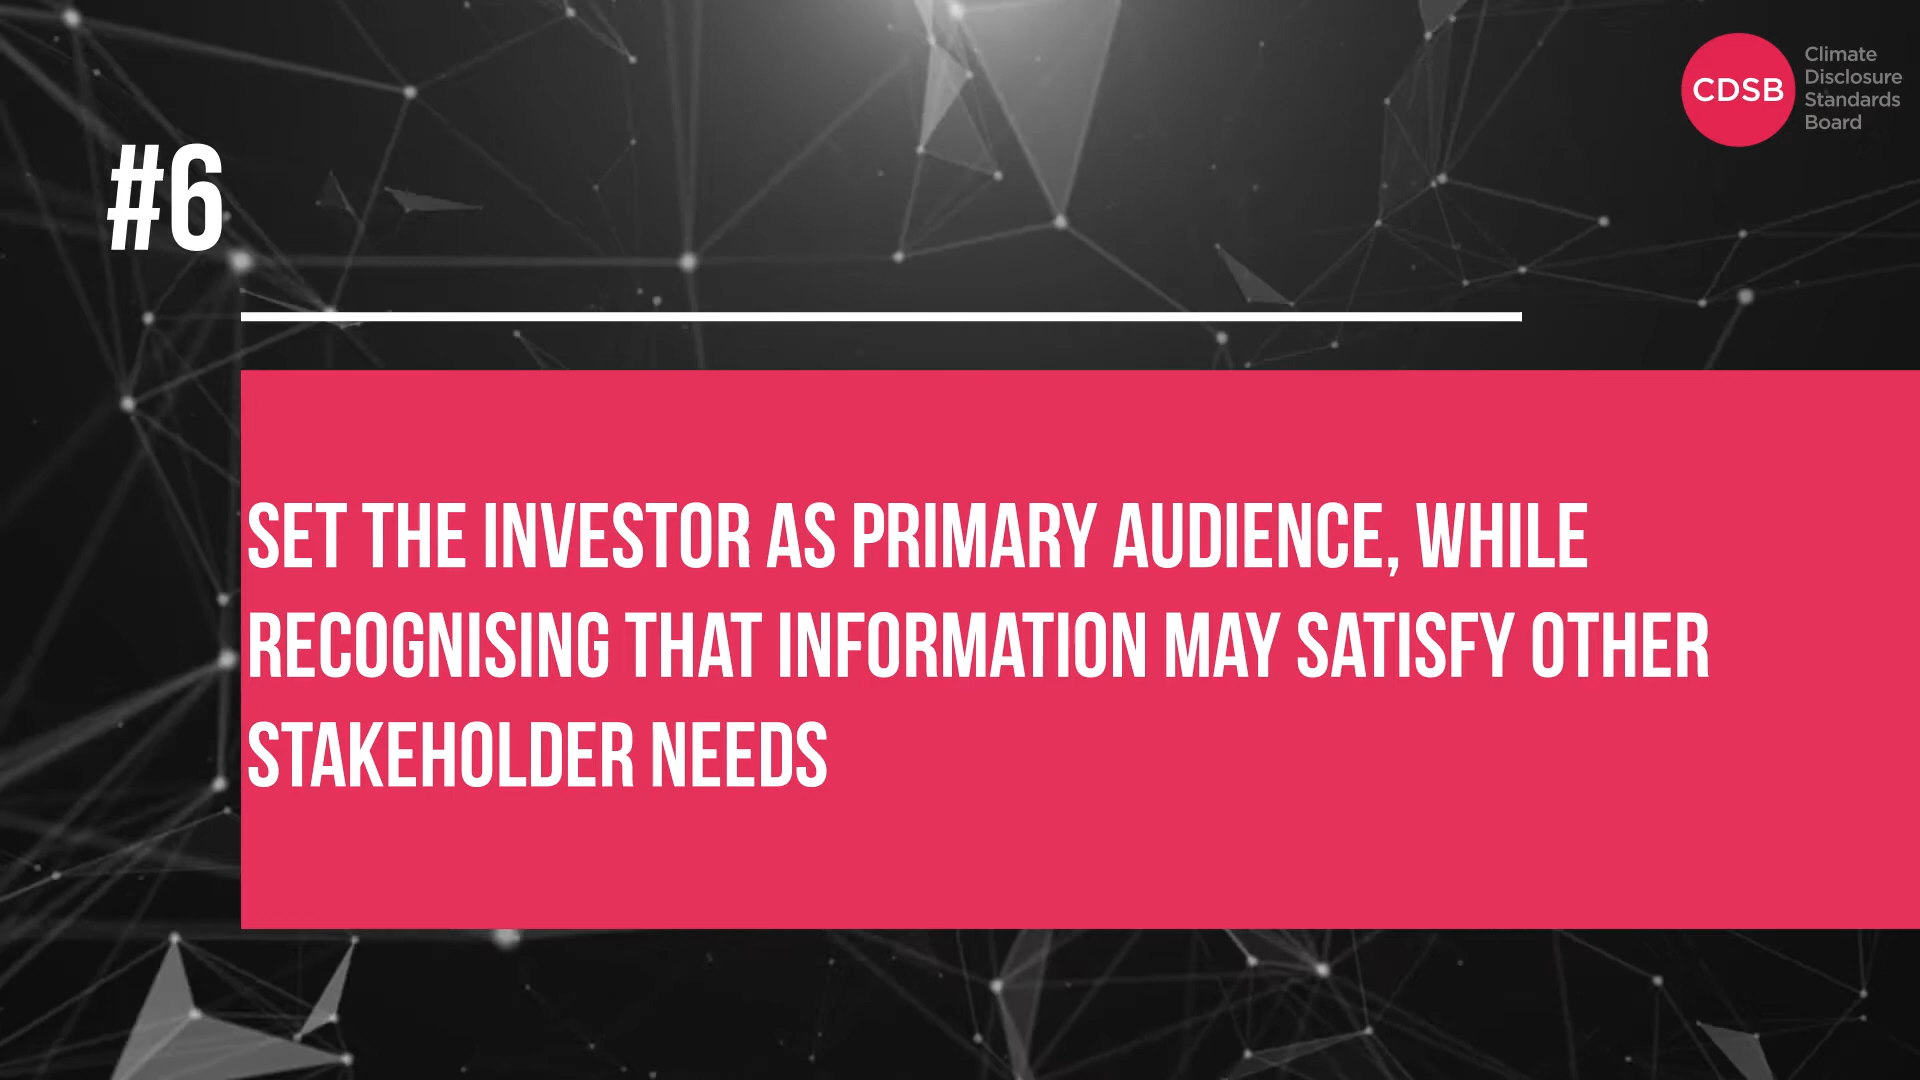 CDSB
Climate
Disclosure
Standards
Board
#6
SET THE INVESTOR AS PRIMARY AUDIENCE, WHILE
RECOGNISING THAT INFORMATION MAY SATISFY OTHER
STAKEHOLDER NEEDS